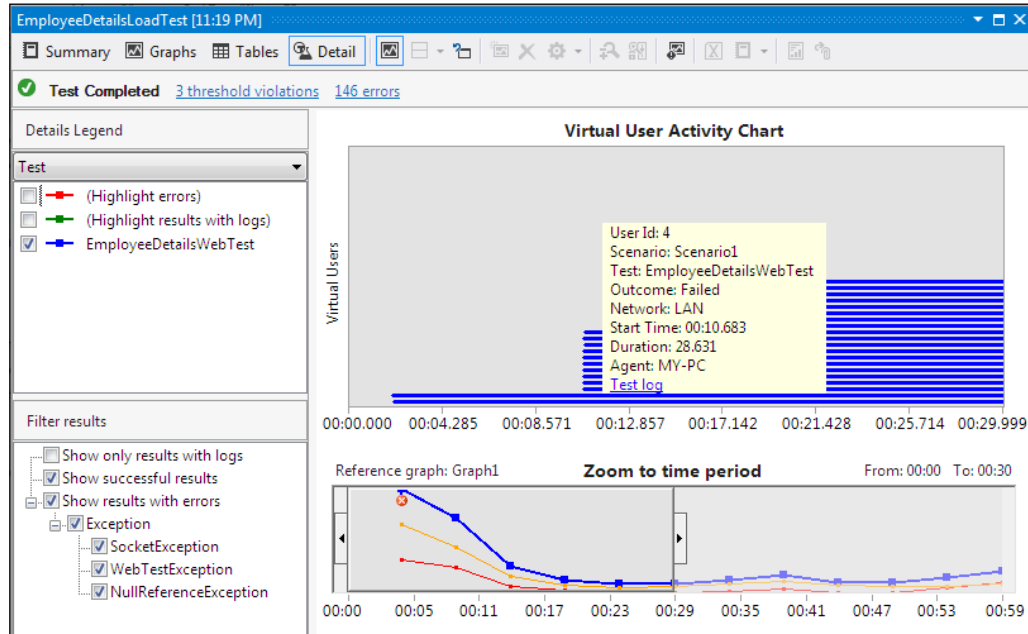 EmployeeDetailsLoadTest [11:19 PM]
Summary Graphs Tables Detail
Test Completed 3 threshold violations 146 errors
Details Legend
Test
(Highlight errors)
(Highlight results with logs)
EmployeeDetailsWebTest
Filter results
Show only results with logs
Show successful results
Show results with errors
Exception
SocketException
WebTestException
NullReferenceException
Virtual User Activity Chart
Virtual Users
User Id: 4
Scenario: Scenario1
Test: EmployeeDetailsWebTest
Outcome: Failed
Network: LAN
Start Time: 00:10.683
Duration: 28.631
Agent: MY-PC
Test log
00:00.000 00:04.285 00:08.571 00:12.857 00:17.142 00:21.428 00:25.714 00:29.999
Reference graph: Graph1 Zoom to time period From: 00:00 To: 00:30
00:00 00:05 00:11 00:17 00:23 00:29 00:35 00:41 00:47 00:53 00:59